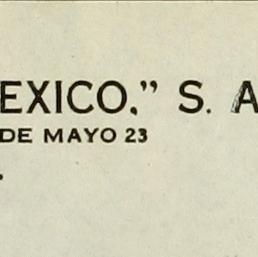 EXICO," S. A
DE MAYO 23